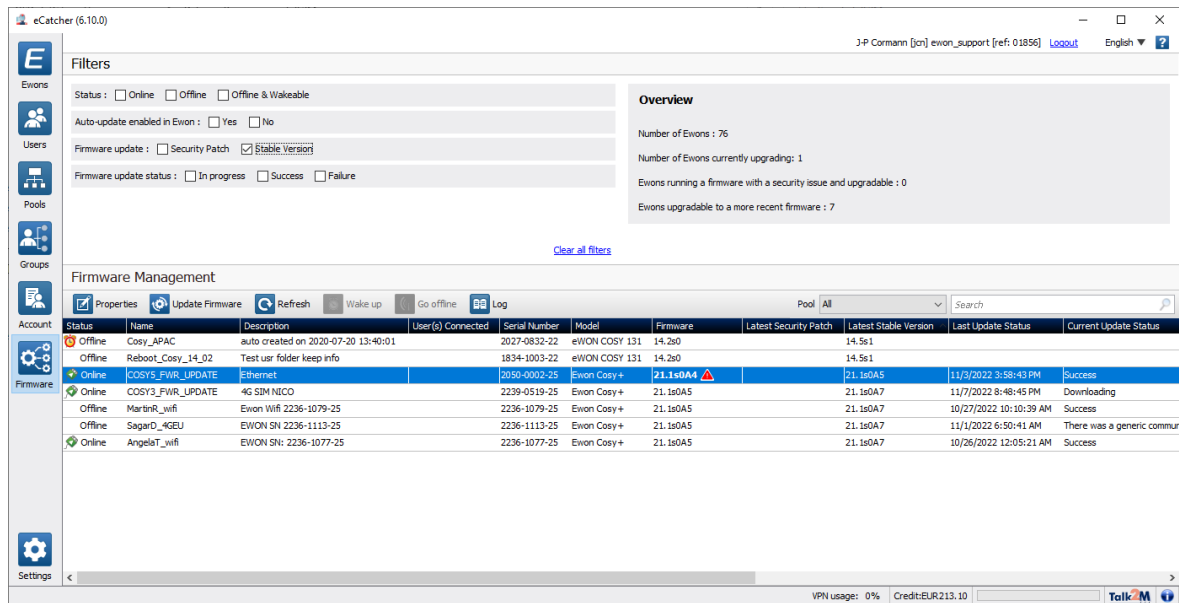 eCatcher (6.10.0)
J-P Cormann [jcn] ewon_support [ref: 01856] Logout English ▼ ?
Ewons
Users
Pools
Groups
Account
Firmware
Settings
Filters
Status : Online Offline Offline & Wakeable
Auto-update enabled in Ewon : Yes No
Firmware update : Security Patch Stable Version
Firmware update status : In progress Success Failure
Overview
Number of Ewons : 76
Number of Ewons currently upgrading: 1
Ewons running a firmware with a security issue and upgradable : 0
Ewons upgradable to a more recent firmware : 7
Clear all filters
Firmware Management
Properties Update Firmware Refresh Wake up Go offline Log Pool All Search
Status Name Description User(s) Connected Serial Number Model Firmware Latest Security Patch Latest Stable Version Last Update Status Current Update Status
Offline Cosy_APAC auto created on 2020-07-20 13:40:01 2027-0832-22 eWON COSY 131 14.2s0 14.5s1
Offline Reboot_Cosy_14_02 Test usr folder keep info 1834-1003-22 eWON COSY 131 14.2s0 14.5s1
Online COSY5_FWR_UPDATE Ethernet 2050-0002-25 Ewon Cosy+ 21.1s0A4 21.1s0A5 11/3/2022 3:58:43 PM Success
Online COSY3_FWR_UPDATE 4G SIM NICO 2239-0519-25 Ewon Cosy+ 21.1s0A5 21.1s0A7 11/7/2022 8:48:45 PM Downloading
Offline MartinR_wifi Ewon Wifi 2236-1079-25 2236-1079-25 Ewon Cosy+ 21.1s0A5 21.1s0A7 10/27/2022 10:10:39 AM Success
Offline SagarD_4GEU EWON SN 2236-1113-25 2236-1113-25 Ewon Cosy+ 21.1s0A5 21.1s0A7 11/1/2022 6:50:41 AM There was a generic commur
Online AngelaT_wifi EWON SN: 2236-1077-25 2236-1077-25 Ewon Cosy+ 21.1s0A5 21.1s0A7 10/26/2022 12:05:21 AM Success
VPN usage: 0% Credit:EUR213.10 Talk2M